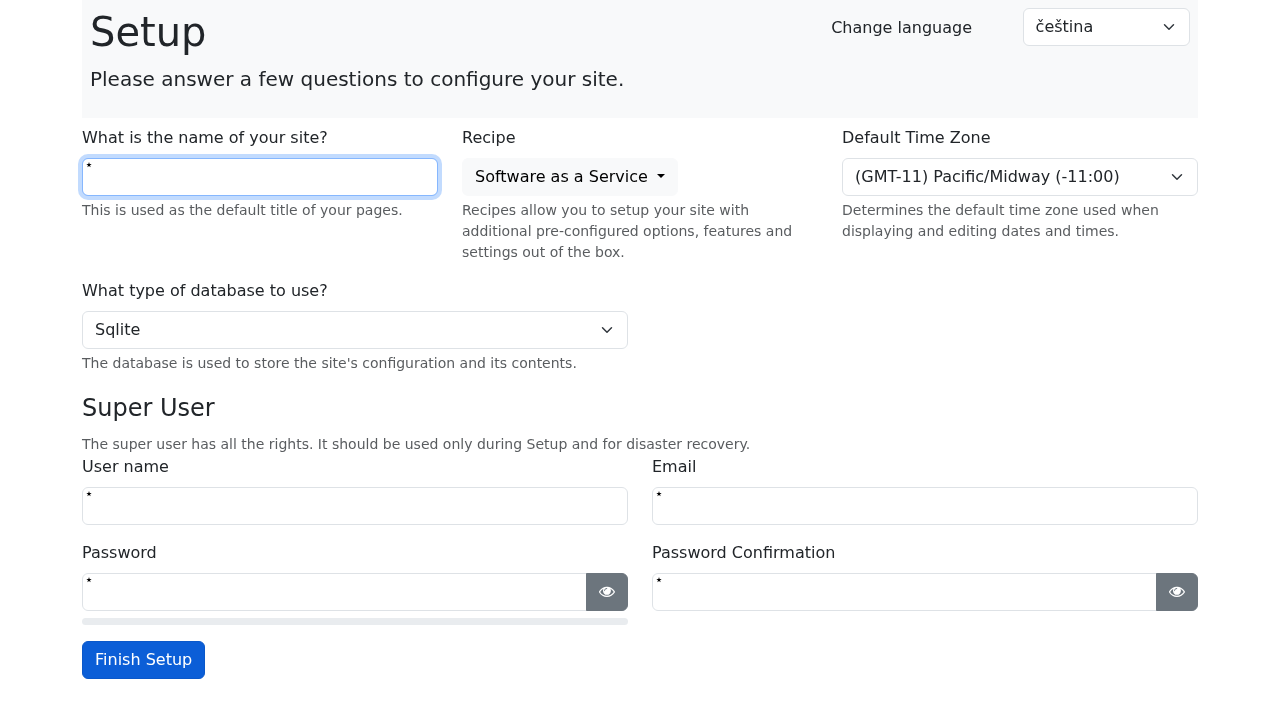 Setup
Change language
čeština
Please answer a few questions to configure your site.
What is the name of your site?
*
This is used as the default title of your pages.
Recipe
Software as a Service
Recipes allow you to setup your site with
additional pre-configured options, features and
settings out of the box.
Default Time Zone
(GMT-11) Pacific/Midway (-11:00)
Determines the default time zone used when
displaying and editing dates and times.
What type of database to use?
Sqlite
The database is used to store the site's configuration and its contents.
Super User
The super user has all the rights. It should be used only during Setup and for disaster recovery.
User name
*
Email
*
Password
*
Password Confirmation
*
Finish Setup